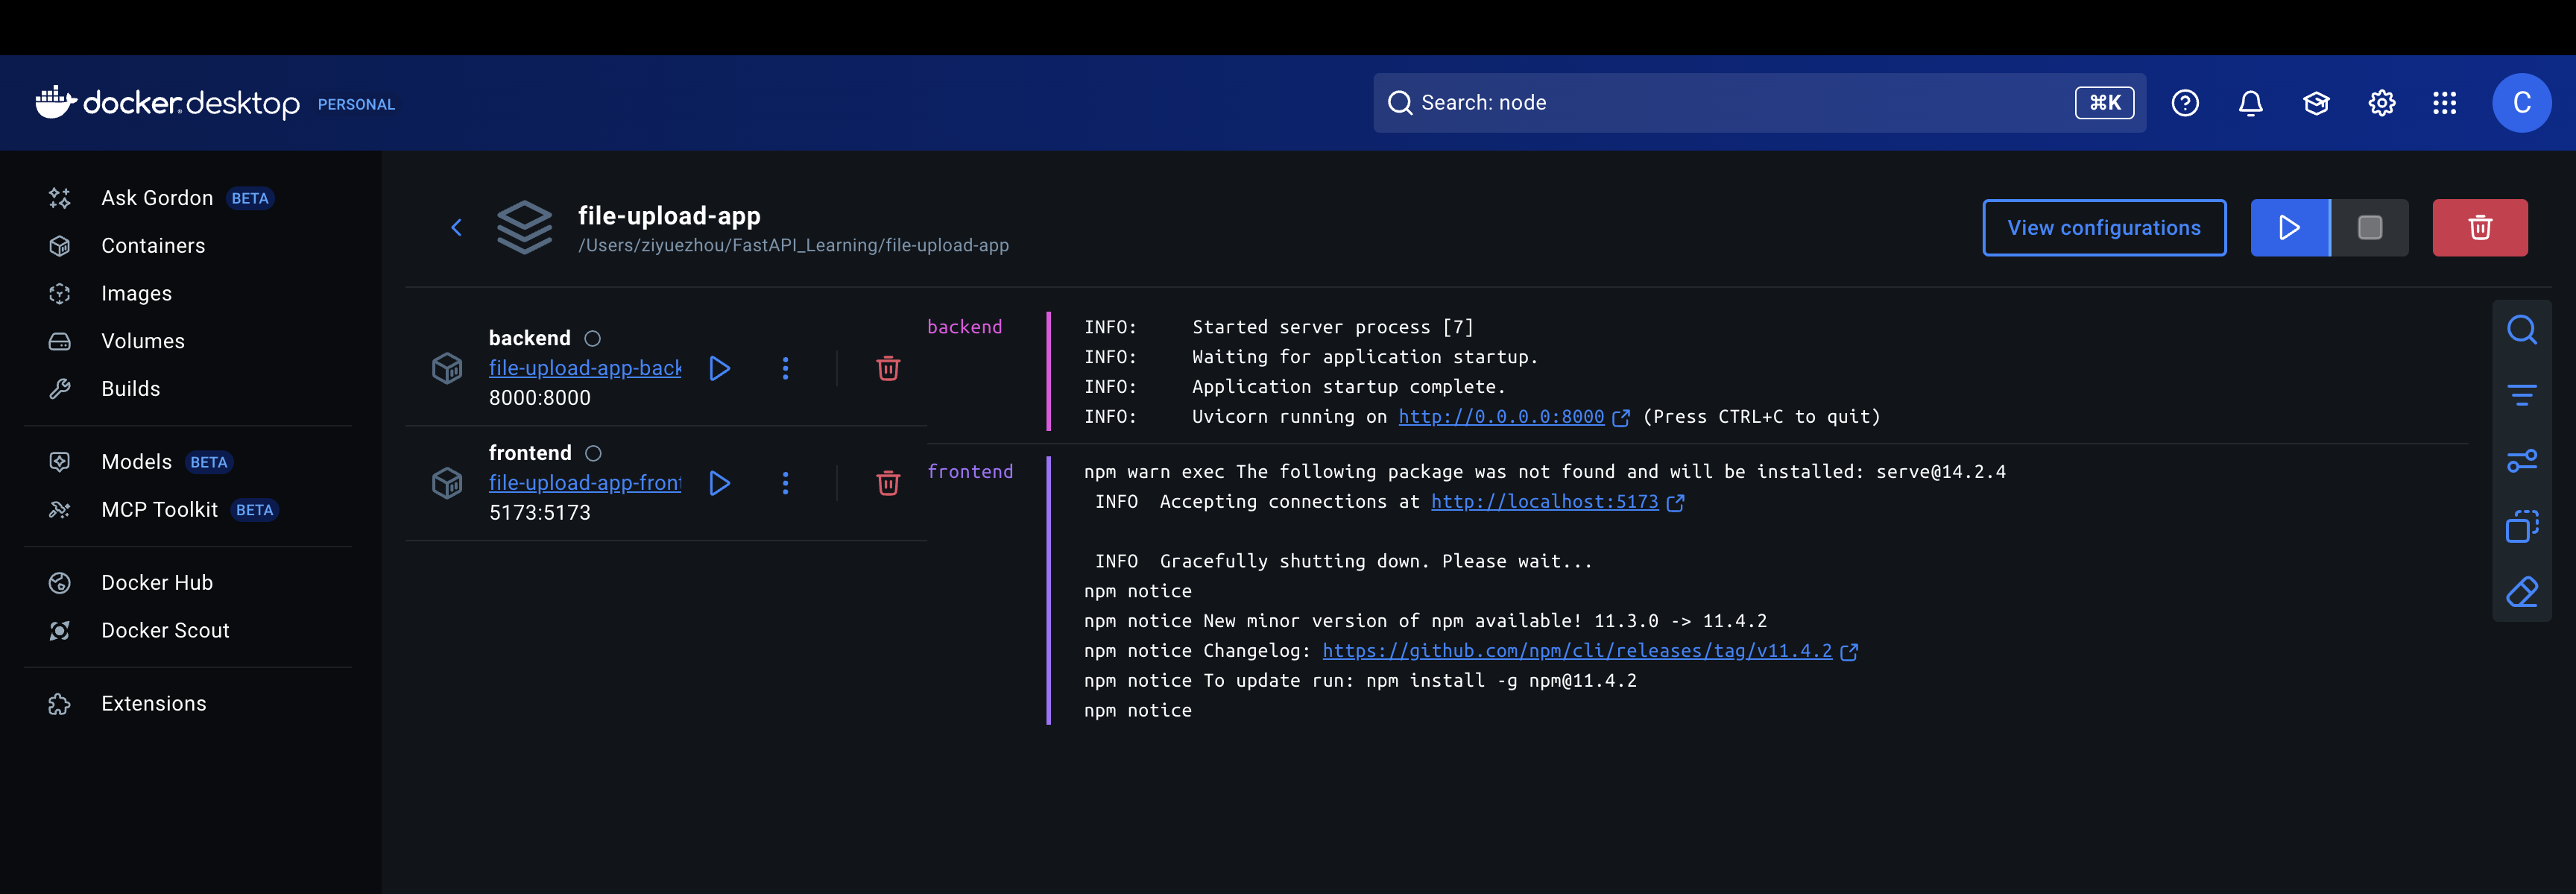 docker.desktop PERSONAL
Search: node
⌘K
C
Ask Gordon BETA
Containers
Images
Volumes
Builds
Models BETA
MCP Toolkit BETA
Docker Hub
Docker Scout
Extensions
file-upload-app
/Users/ziyuezhou/FastAPI_Learning/file-upload-app
View configurations
backend
file-upload-app-back
8000:8000
frontend
file-upload-app-front
5173:5173
backend
INFO: Started server process [7]
INFO: Waiting for application startup.
INFO: Application startup complete.
INFO: Uvicorn running on http://0.0.0.0:8000 (Press CTRL+C to quit)
frontend
npm warn exec The following package was not found and will be installed: serve@14.2.4
INFO Accepting connections at http://localhost:5173
INFO Gracefully shutting down. Please wait...
npm notice
npm notice New minor version of npm available! 11.3.0 -> 11.4.2
npm notice Changelog: https://github.com/npm/cli/releases/tag/v11.4.2
npm notice To update run: npm install -g npm@11.4.2
npm notice